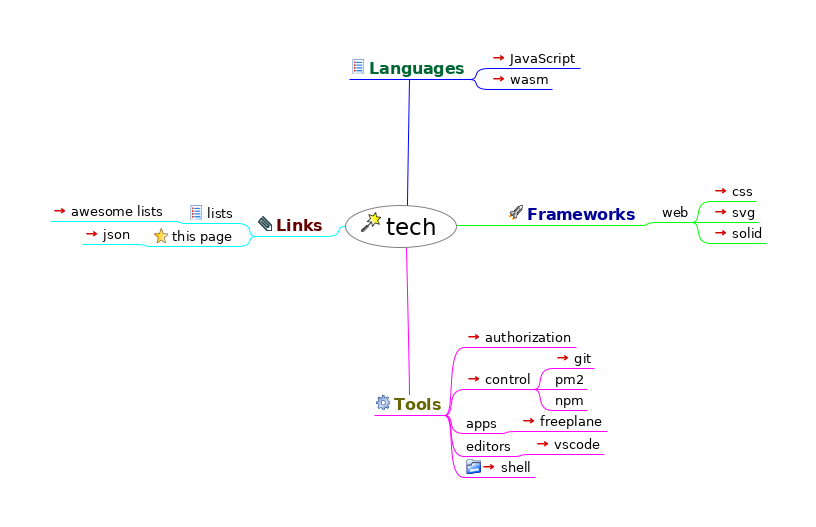 Languages
JavaScript
wasm
tech
Frameworks
web
css
svg
solid
Links
lists
awesome lists
this page
json
Tools
authorization
control
git
pm2
npm
apps
freeplane
editors
vscode
shell